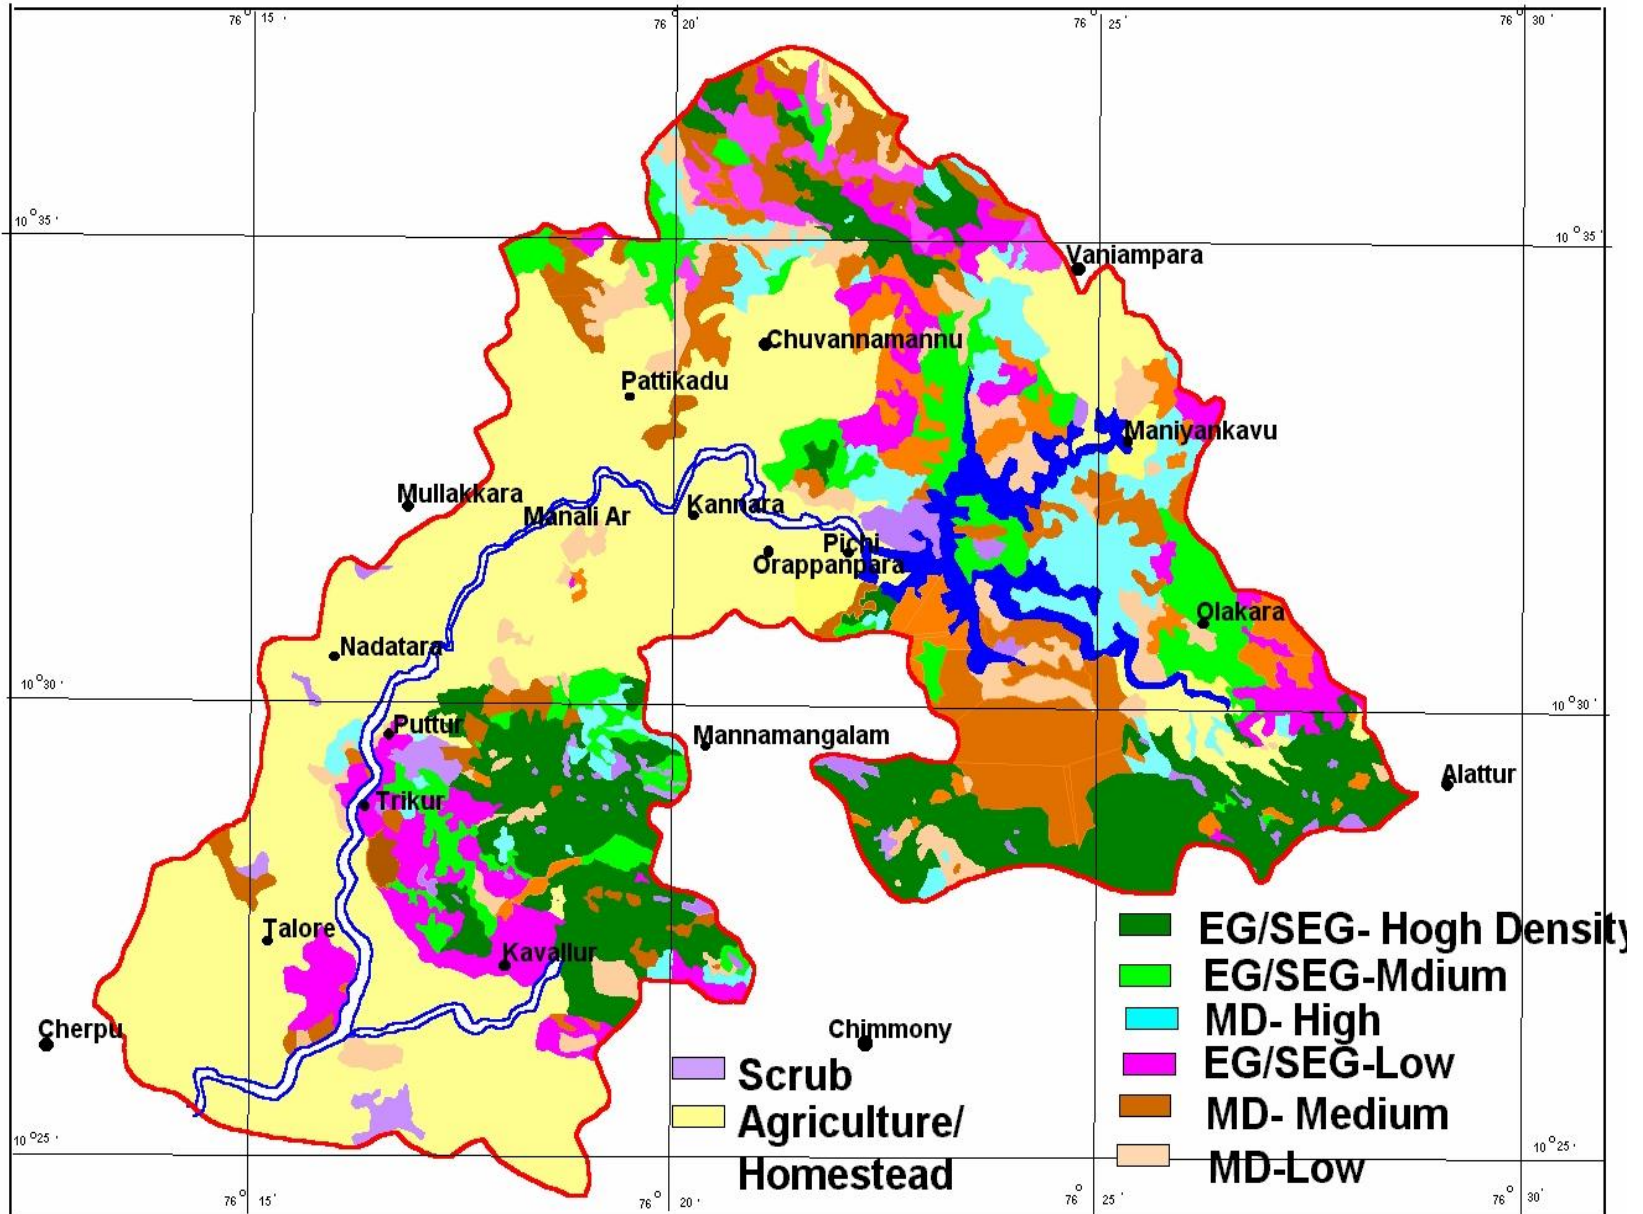 76 ° 15 '
76 ° 20 '
76 ° 25 '
76 ° 30 '
10 ° 35 '
10 ° 35 '
Vaniampara
Chuvannamannu
Pattikadu
Maniyankavu
Mullakkara
Kannara
Manali Ar
Pichi
Orappanpara
Olakara
Nadatara
10 ° 30 '
10 ° 30 '
Puttur
Mannamangalam
Alattur
Trikur
Talore
Kavallur
Cherpu
Chimmony
EG/SEG- Hogh Density
EG/SEG-Mdium
MD- High
EG/SEG-Low
MD- Medium
MD-Low
Scrub
Agriculture/
Homestead
10 ° 25 '
10 ° 25 '
76 ° 15 '
76 ° 20 '
76 ° 25 '
76 ° 30 '